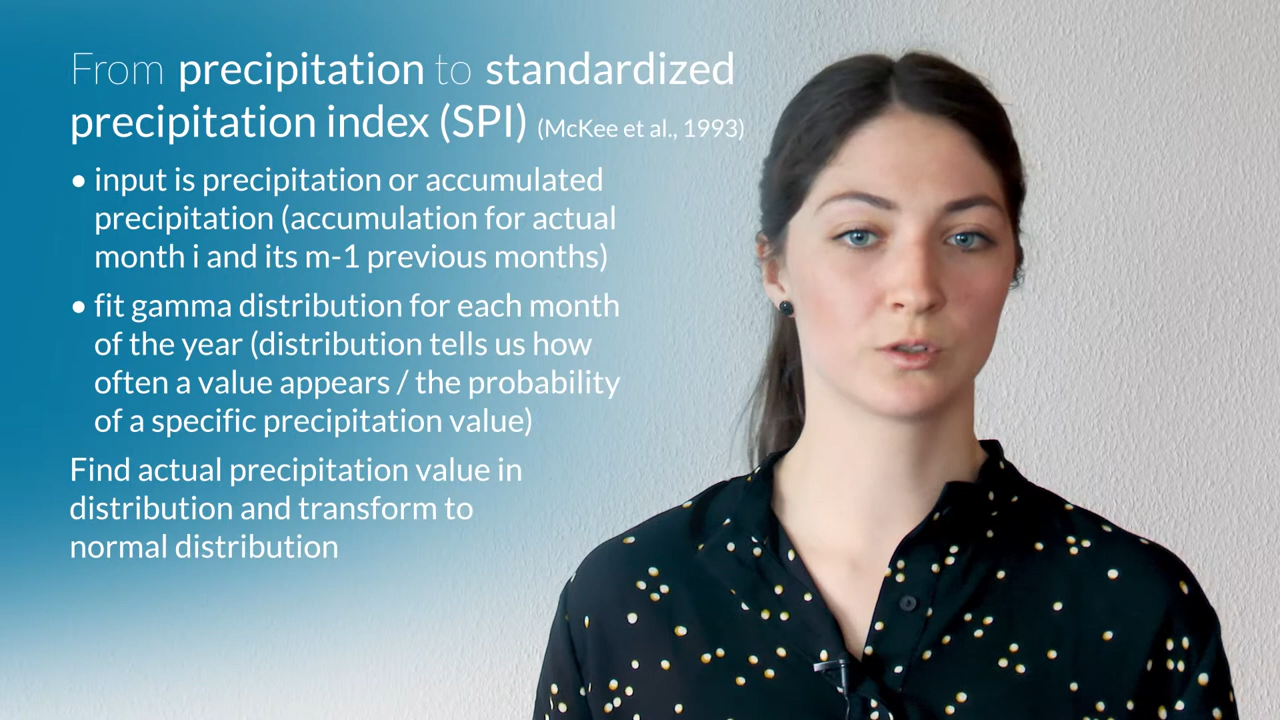 From precipitation to standardized
precipitation index (SPI) (McKee et al., 1993)
• input is precipitation or accumulated
precipitation (accumulation for actual
month i and its m-1 previous months)
• fit gamma distribution for each month
of the year (distribution tells us how
often a value appears / the probability
of a specific precipitation value)
Find actual precipitation value in
distribution and transform to
normal distribution